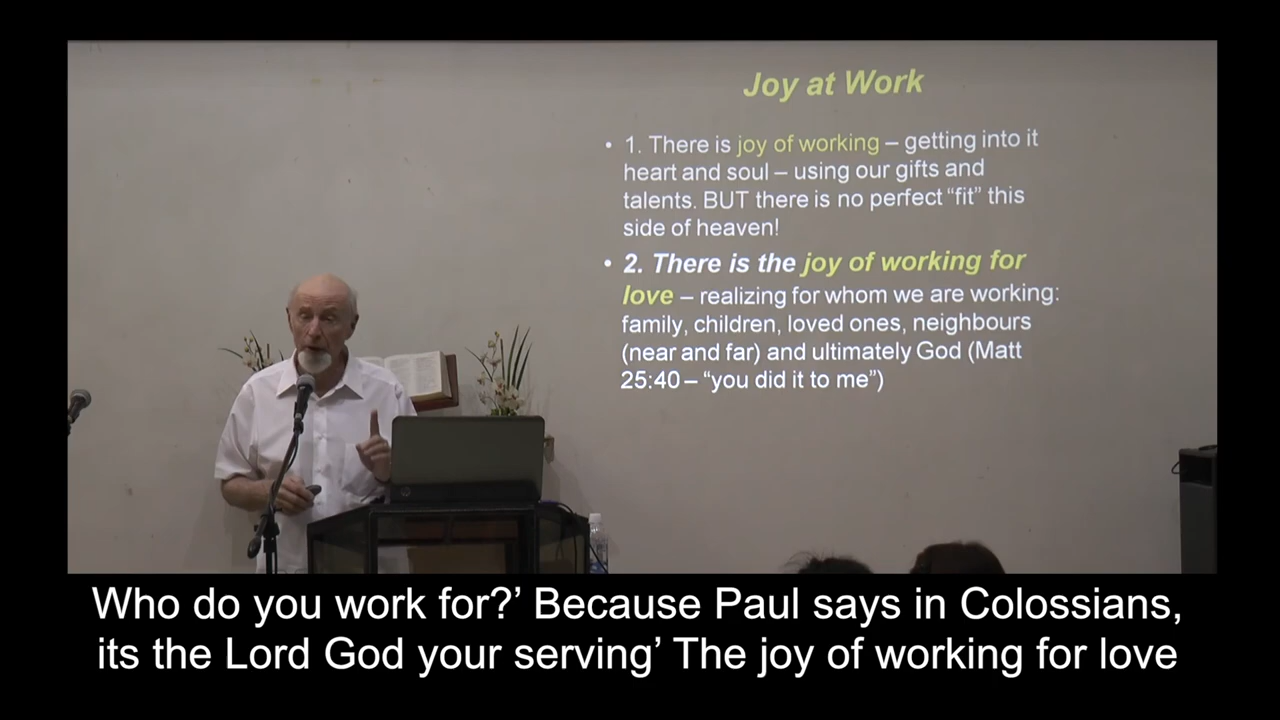 Joy at Work
• 1. There is joy of working – getting into it
heart and soul – using our gifts and
talents. BUT there is no perfect “fit” this
side of heaven!
• 2. There is the joy of working for
love – realizing for whom we are working:
family, children, loved ones, neighbours
(near and far) and ultimately God (Matt
25:40 – “you did it to me”)
Who do you work for?’ Because Paul says in Colossians,
its the Lord God your serving’ The joy of working for love